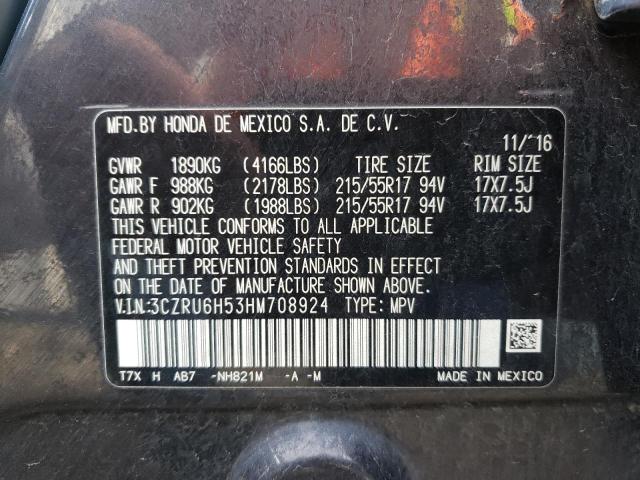 MFD.BY HONDA DE MEXICO S.A. DE C.V.
11/'16
GVWR 1890KG (4166LBS) TIRE SIZE RIM SIZE
GAWR F 988KG (2178LBS) 215/55R17 94V 17X7.5J
GAWR R 902KG (1988LBS) 215/55R17 94V 17X7.5J
THIS VEHICLE CONFORMS TO ALL APPLICABLE
FEDERAL MOTOR VEHICLE SAFETY
AND THEFT PREVENTION STANDARDS IN EFFECT
ON THE DATE OF MANUFACTURE SHOWN ABOVE.
V.I.N.:3CZRU6H53HM708924 TYPE: MPV
T7X H AB7 -NH821M -A -M MADE IN MEXICO